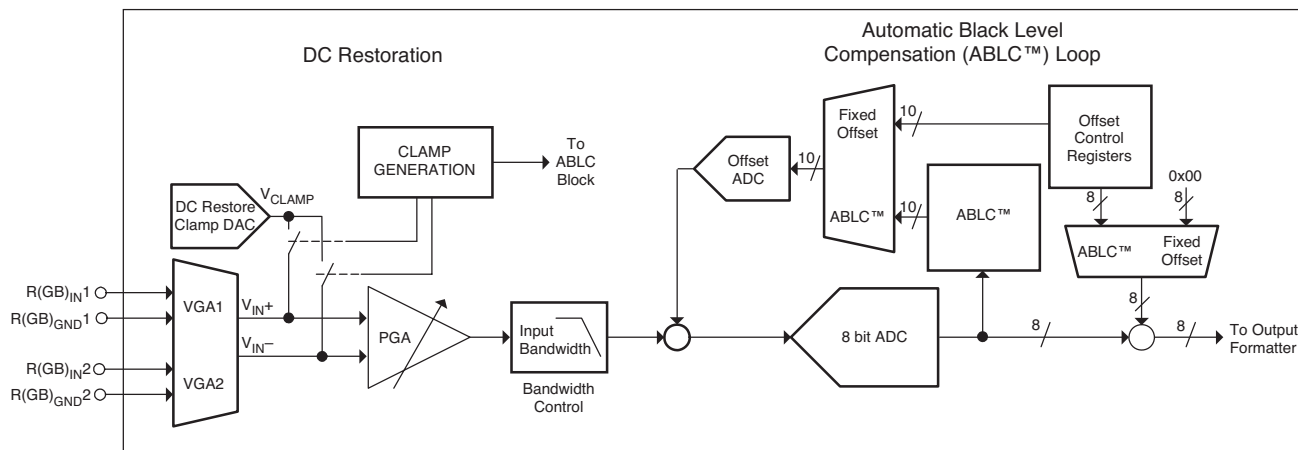 DC Restoration
Automatic Black Level
Compensation (ABLC™) Loop
CLAMP
GENERATION
To
ABLC
Block
DC Restore
Clamp DAC
VCLAMP
R(GB)IN1
R(GB)GND1
R(GB)IN2
R(GB)GND2
VGA1
VGA2
VIN+
VIN−
PGA
Input
Bandwidth
Bandwidth
Control
Offset
ADC
10
Fixed
Offset
ABLC™
10
10
ABLC™
Offset
Control
Registers
8
0x00
8
ABLC™
Fixed
Offset
8
8 bit ADC
8
8
To Output
Formatter